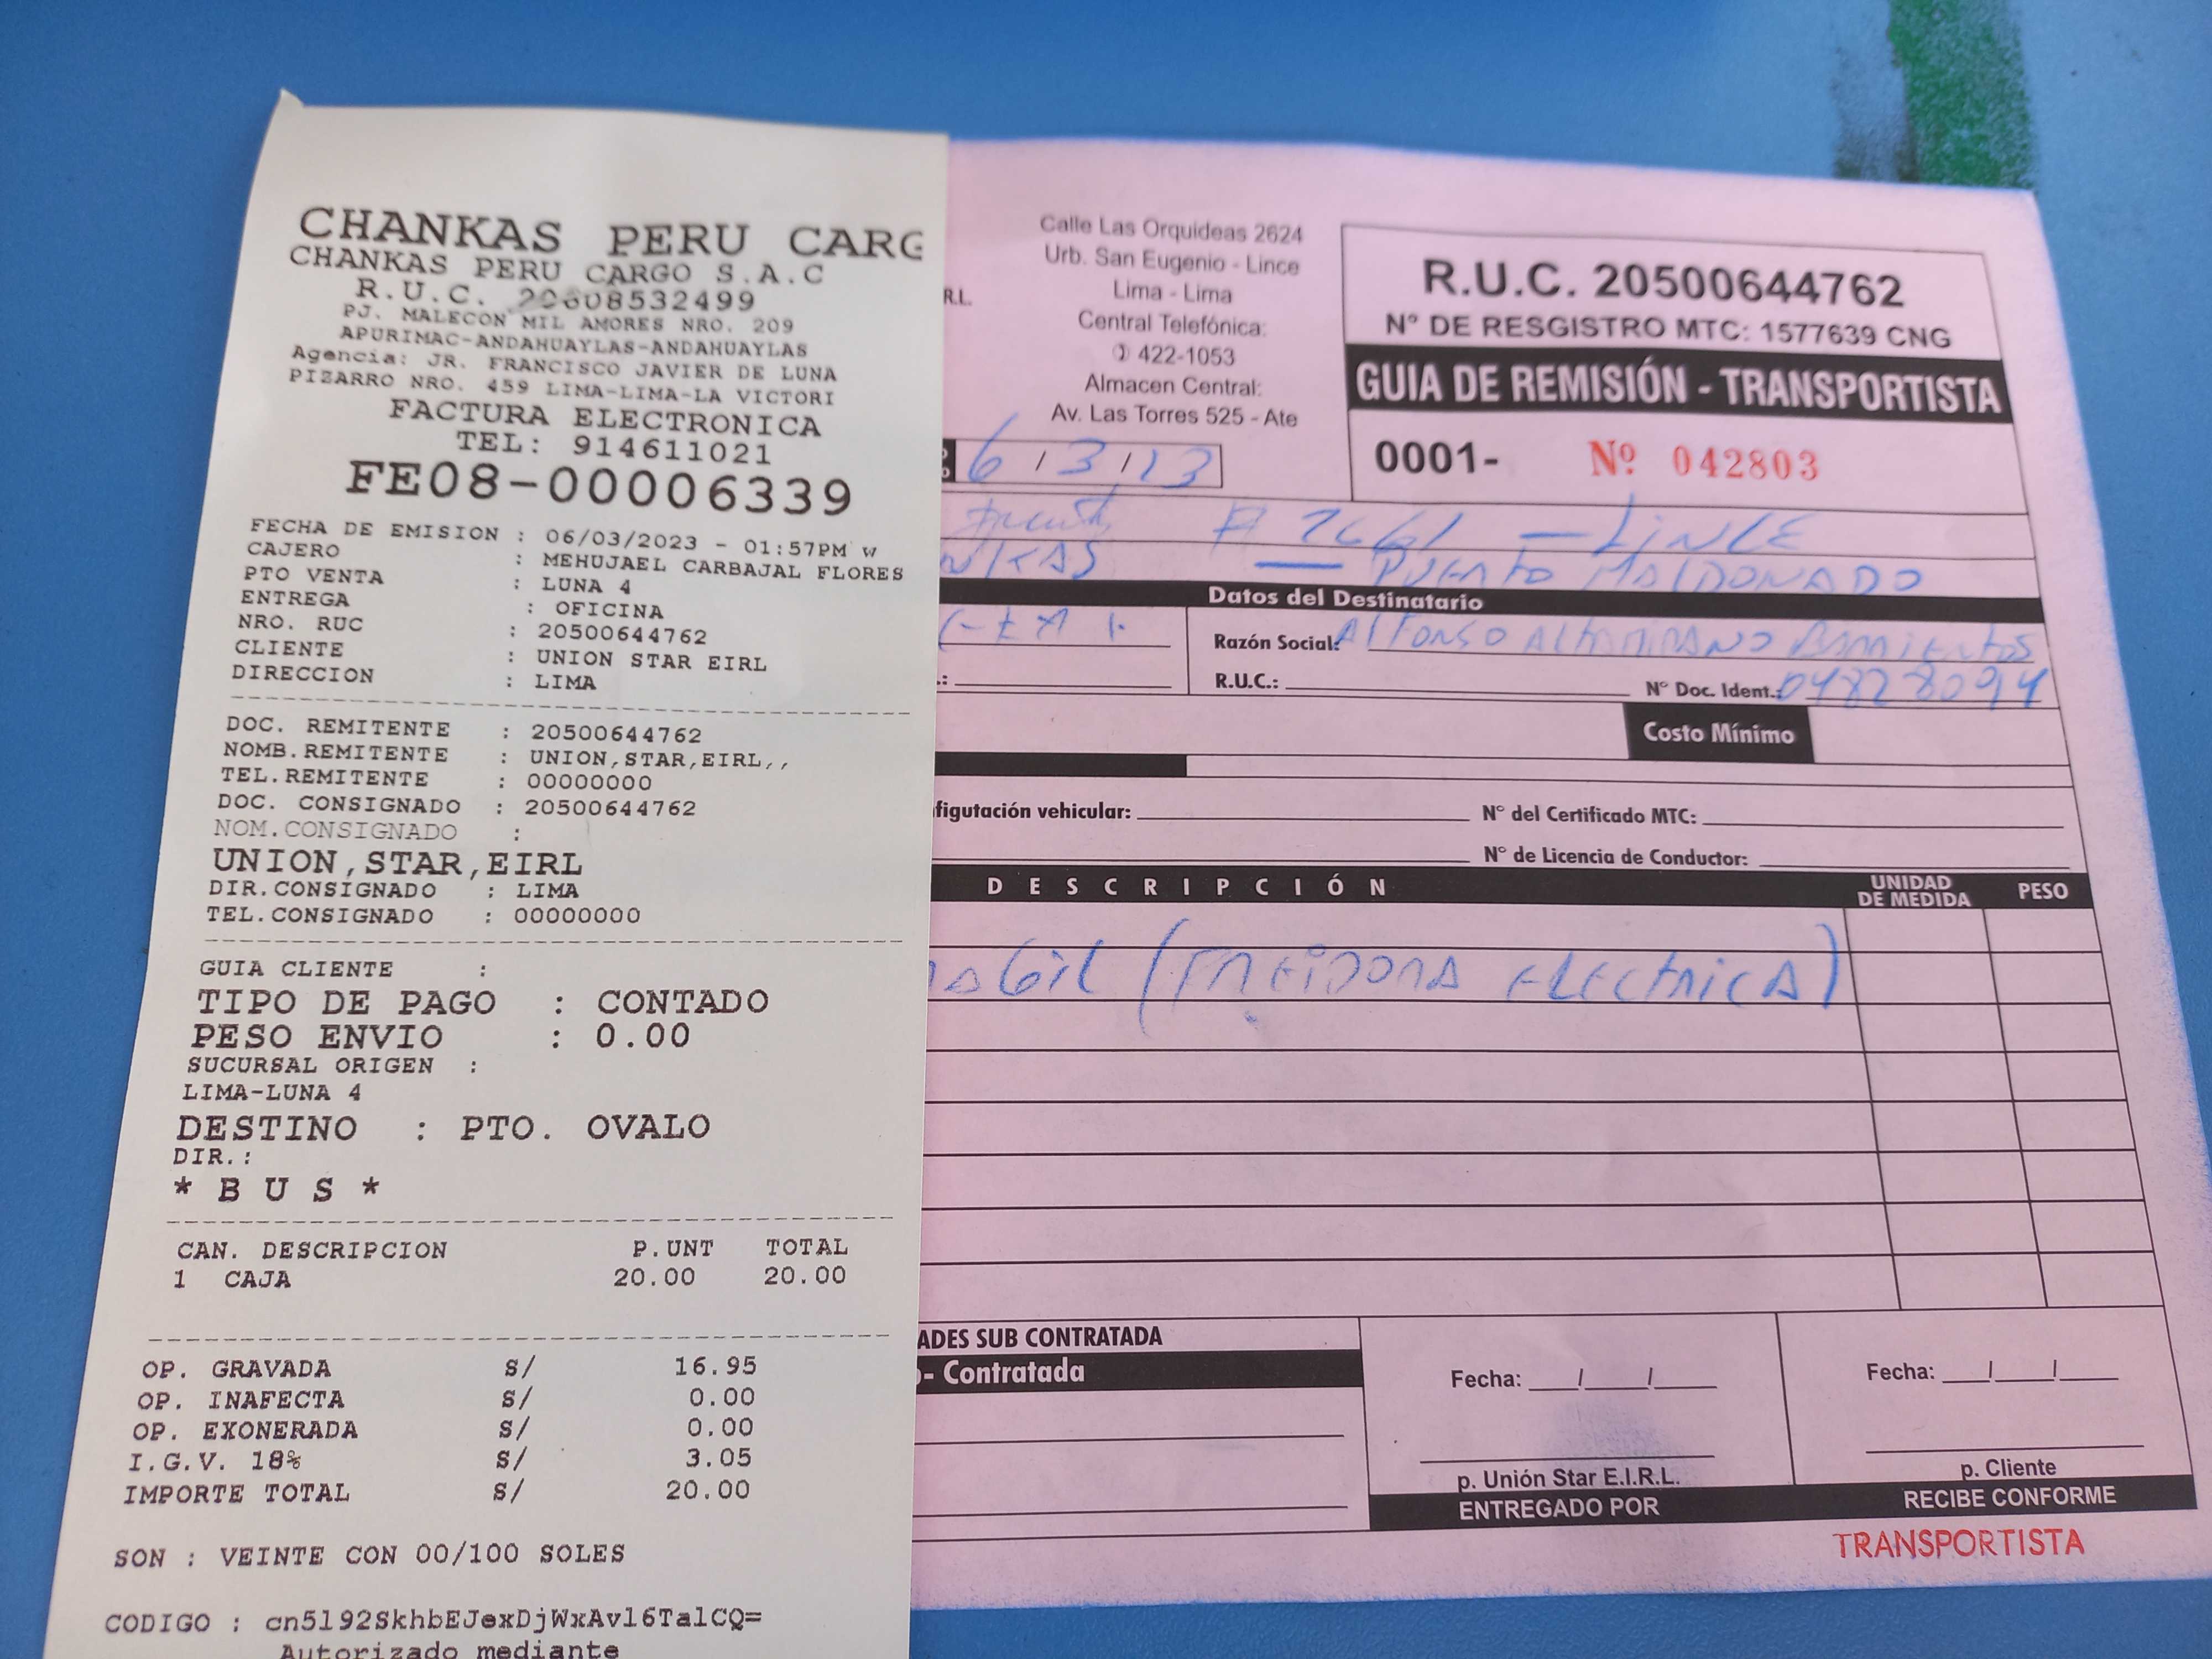 CHANKAS PERU CARG
CHANKAS PERU CARGO S.A.C
R.U.C. 20608532499
PJ. MALECON MIL AMORES NRO. 209
APURIMAC-ANDAHUAYLAS-ANDAHUAYLAS
Agencia: JR. FRANCISCO JAVIER DE LUNA
PIZARRO NRO. 459 LIMA-LIMA-LA VICTORI
FACTURA ELECTRONICA
TEL: 914611021
FE08-00006339
FECHA DE EMISION : 06/03/2023 - 01:57PM w
CAJERO : MEHUJAEL CARBAJAL FLORES
PTO VENTA : LUNA 4
ENTREGA : OFICINA
NRO. RUC : 20500644762
CLIENTE : UNION STAR EIRL
DIRECCION : LIMA
DOC. REMITENTE : 20500644762
NOMB.REMITENTE : UNION,STAR,EIRL,,
TEL.REMITENTE : 00000000
DOC. CONSIGNADO : 20500644762
NOM.CONSIGNADO :
UNION,STAR,EIRL
DIR.CONSIGNADO : LIMA
TEL.CONSIGNADO : 00000000
GUIA CLIENTE :
TIPO DE PAGO : CONTADO
PESO ENVIO : 0.00
SUCURSAL ORIGEN :
LIMA-LUNA 4
DESTINO : PTO. OVALO
DIR.:
* B U S *
CAN. DESCRIPCION P.UNT TOTAL
1 CAJA 20.00 20.00
OP. GRAVADA S/ 16.95
OP. INAFECTA S/ 0.00
OP. EXONERADA S/ 0.00
I.G.V. 18% S/ 3.05
IMPORTE TOTAL S/ 20.00
SON : VEINTE CON 00/100 SOLES
CODIGO : cn5192SkhbEJexDjWxAvl6TalCQ=
Autorizado mediante
R.L.
Calle Las Orquideas 2624
Urb. San Eugenio - Lince
Lima - Lima
Central Telefónica:
422-1053
Almacen Central:
Av. Las Torres 525 - Ate
R.U.C. 20500644762
N° DE RESGISTRO MTC: 1577639 CNG
GUIA DE REMISIÓN - TRANSPORTISTA
0001- Nº 042803
6 / 3 / 23
# 2661 - LINCE
NKAS — PUERTO MALDONADO
Datos del Destinatario
Razón Social: ALFONSO ALTAMIRANO Barrientos
R.U.C.: N° Doc. Ident.: 04828094
Costo Mínimo
figutación vehicular: N° del Certificado MTC:
N° de Licencia de Conductor:
DESCRIPCIÓN UNIDAD DE MEDIDA PESO
(FREIDORA ELECTRICA)
ADES SUB CONTRATADA
- Contratada
Fecha: / /
Fecha: / /
p. Unión Star E.I.R.L.
ENTREGADO POR
p. Cliente
RECIBE CONFORME
TRANSPORTISTA